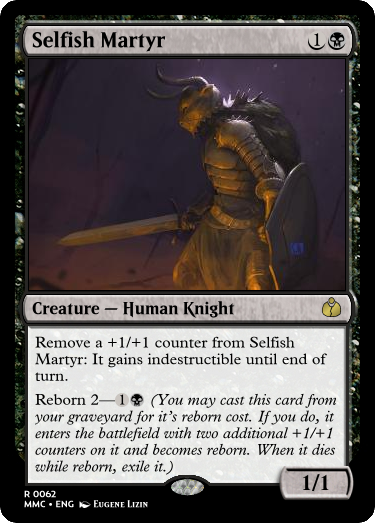 Selfish Martyr 1
Creature — Human Knight
Remove a +1/+1 counter from Selfish
Martyr: It gains indestructible until end of
turn.
Reborn 2—1 (You may cast this card from
your graveyard for it's reborn cost. If you do, it
enters the battlefield with two additional +1/+1
counters on it and becomes reborn. When it dies
while reborn, exile it.)
1/1
R 0062
MMC • ENG Eugene Lizin